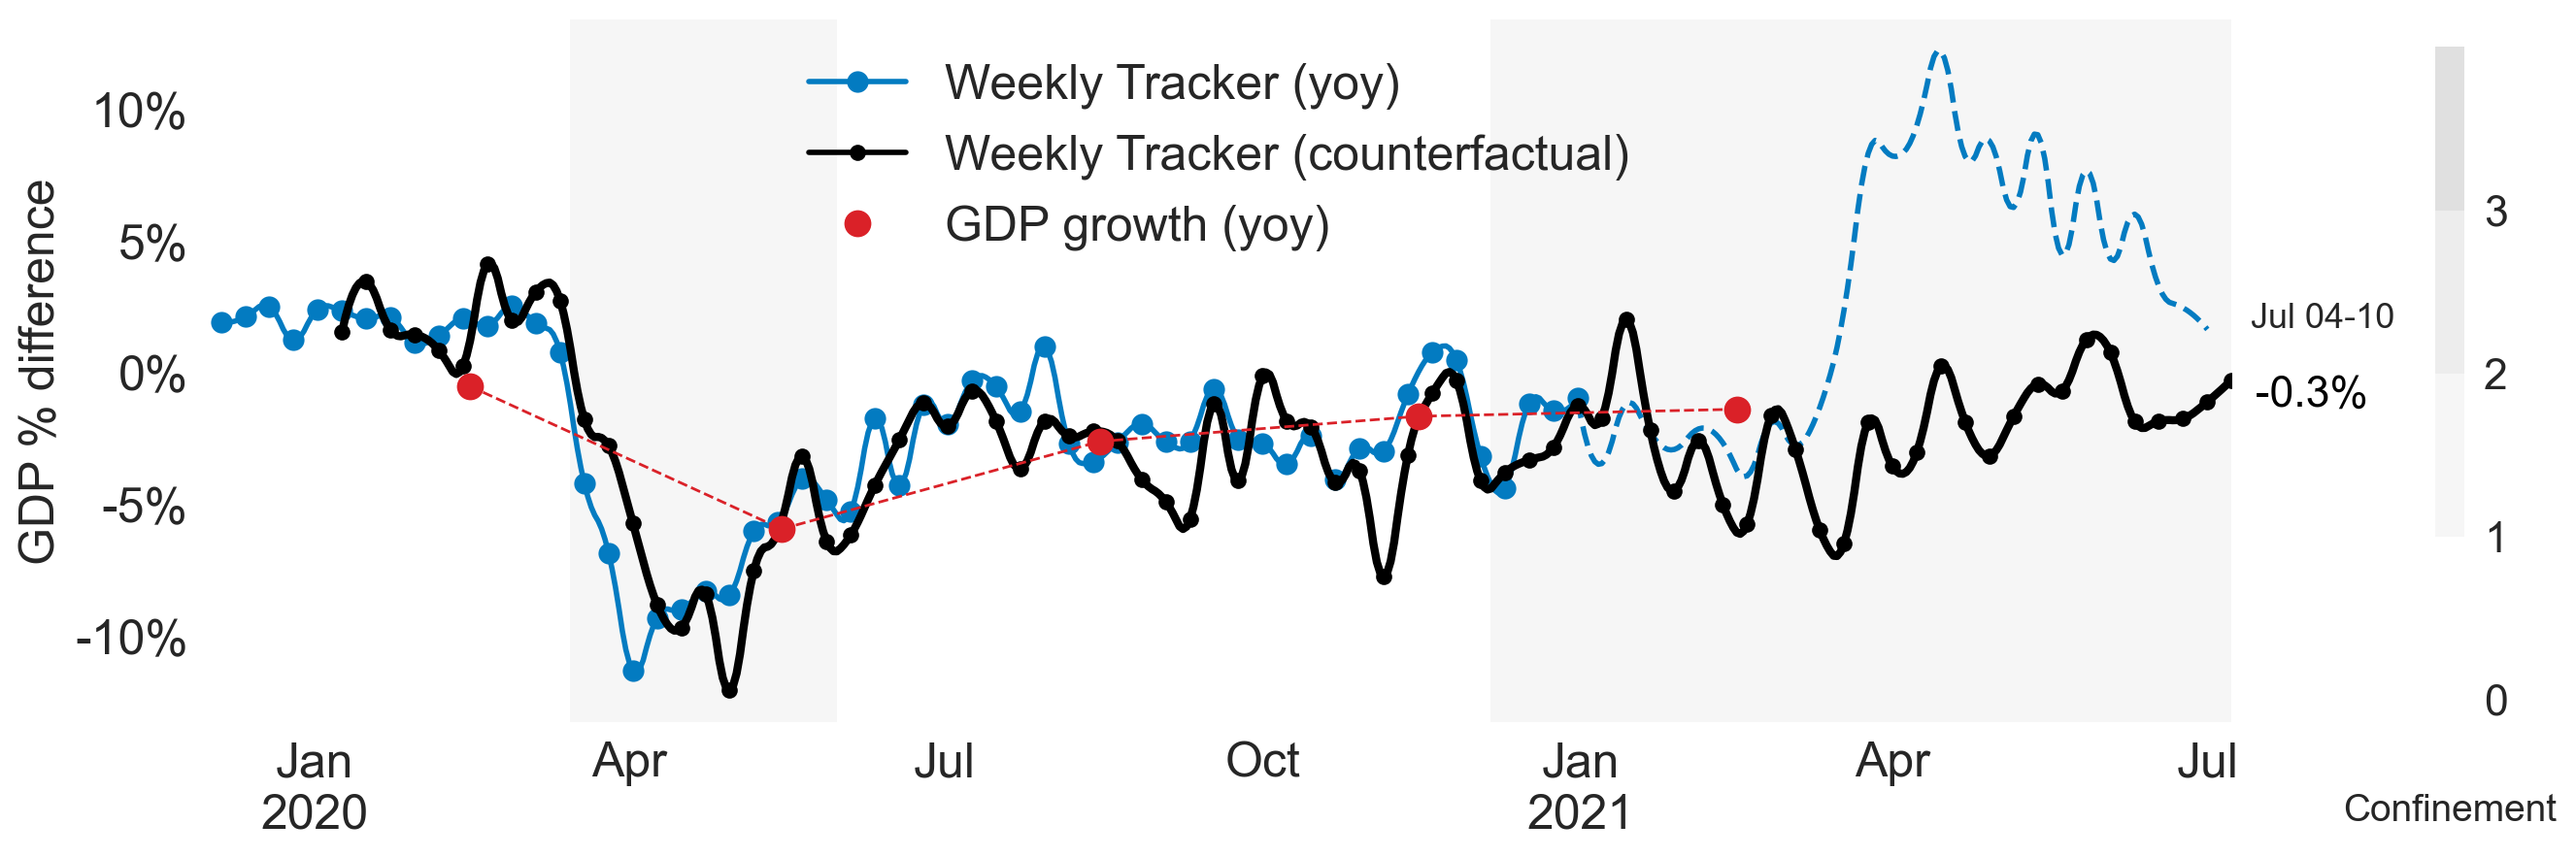 Weekly Tracker (yoy)
Weekly Tracker (counterfactual)
GDP growth (yoy)
GDP % difference
10%
5%
0%
-5%
-10%
Jan
2020
Apr
Jul
Oct
Jan
2021
Apr
Jul
Jul 04-10
-0.3%
3
2
1
0
Confinement